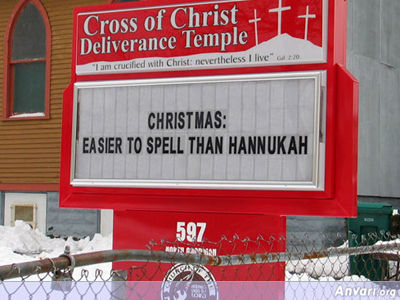 Cross of Christ
Deliverance Temple
"I am crucified with Christ: nevertheless I live" Gal. 2:20
CHRISTMAS:
EASIER TO SPELL THAN HANNUKAH
597
Anvari.org